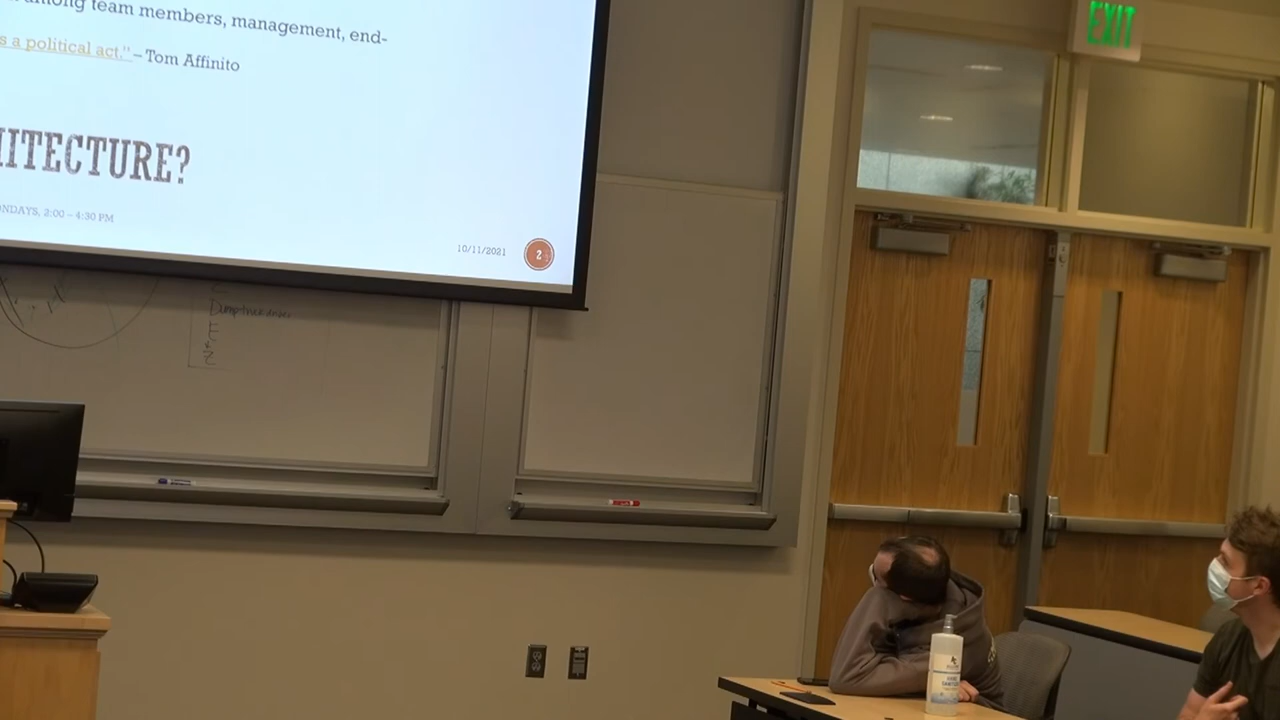 among team members, management, end-
s a political act." – Tom Affinito
HITECTURE?
NDAYS, 2:00 – 4:30 PM
10/11/2021
2
EXIT